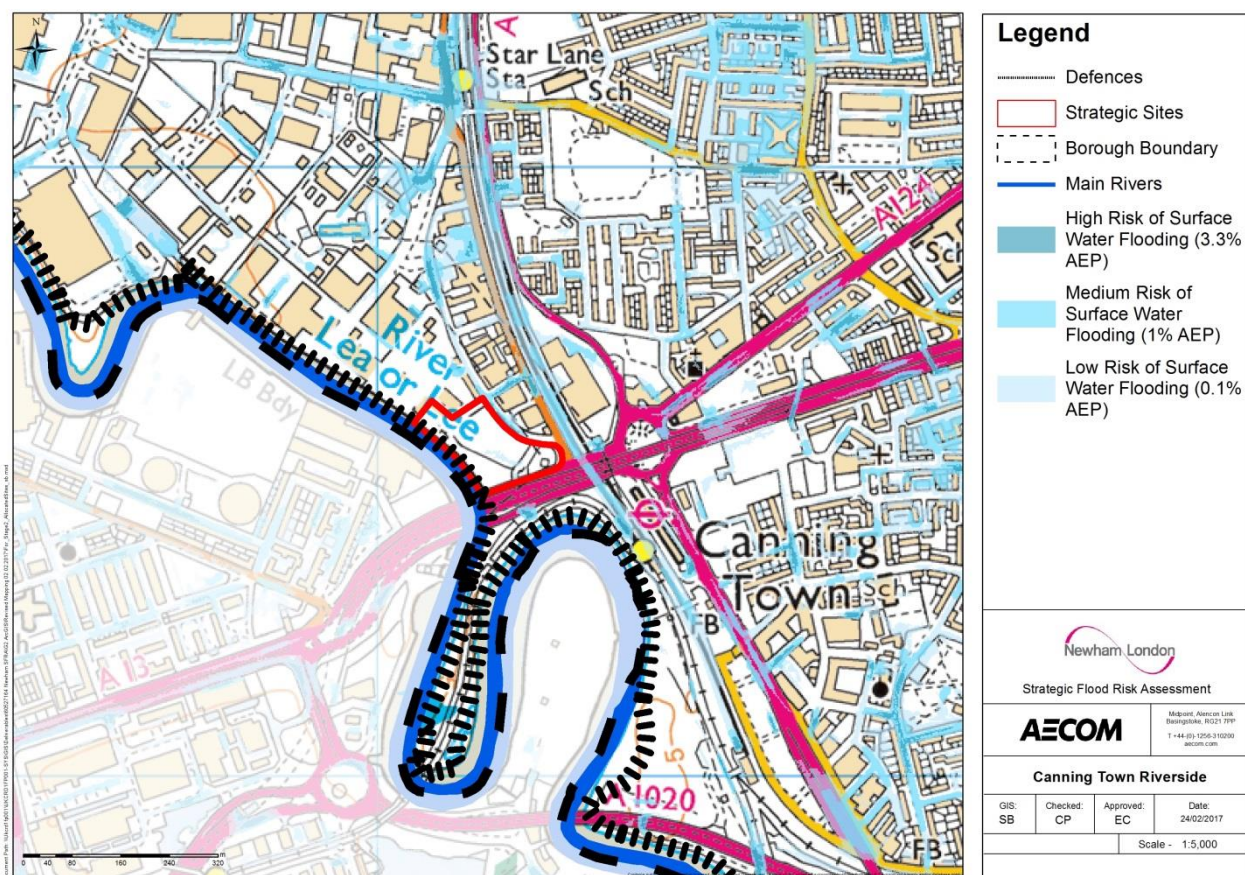 Star Lane
Sta
Sch
A
A124
Sch
River
Lea or Lee
LB Bdy
Canning
Town
Sch
FB
A 13
5
A 1020
FB
0 40 80 160 240 320
m
Legend
Defences
Strategic Sites
Borough Boundary
Main Rivers
High Risk of Surface
Water Flooding (3.3%
AEP)
Medium Risk of
Surface Water
Flooding (1% AEP)
Low Risk of Surface
Water Flooding (0.1%
AEP)
Newham London
Strategic Flood Risk Assessment
AECOM
Midpoint, Alencon Link
Basingstoke, RG21 7PP
T +44-(0)-1256-310200
aecom.com
Canning Town Riverside
GIS: Checked: Approved: Date:
SB CP EC 24/02/2017
Scale - 1:5,000